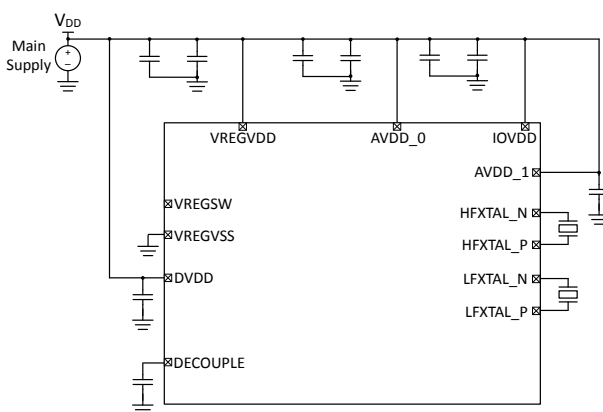 VDD
Main
Supply
+
–
VREGVDD AVDD_0 IOVDD
AVDD_1
VREGSW
HFXTAL_N
VREGVSS
HFXTAL_P
DVDD
LFXTAL_N
LFXTAL_P
DECOUPLE